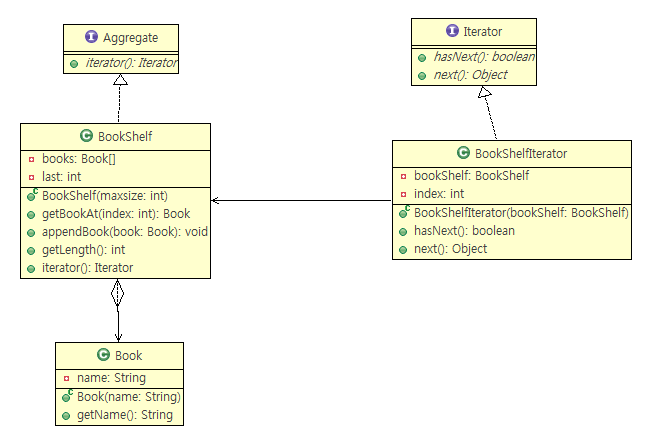 Aggregate
iterator(): Iterator
Iterator
hasNext(): boolean
next(): Object
BookShelf
books: Book[]
last: int
BookShelf(maxsize: int)
getBookAt(index: int): Book
appendBook(book: Book): void
getLength(): int
iterator(): Iterator
BookShelfIterator
bookShelf: BookShelf
index: int
BookShelfIterator(bookShelf: BookShelf)
hasNext(): boolean
next(): Object
Book
name: String
Book(name: String)
getName(): String